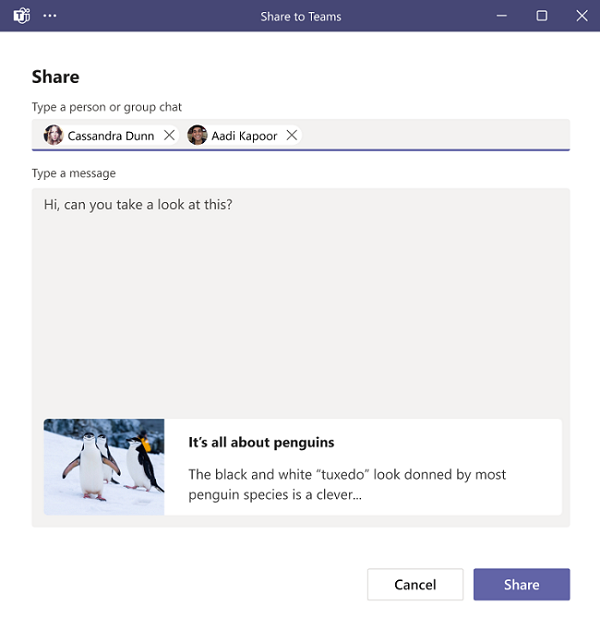 Share to Teams
Share
Type a person or group chat
Cassandra Dunn Aadi Kapoor
Type a message
Hi, can you take a look at this?
It’s all about penguins
The black and white “tuxedo” look donned by most
penguin species is a clever...
Cancel Share